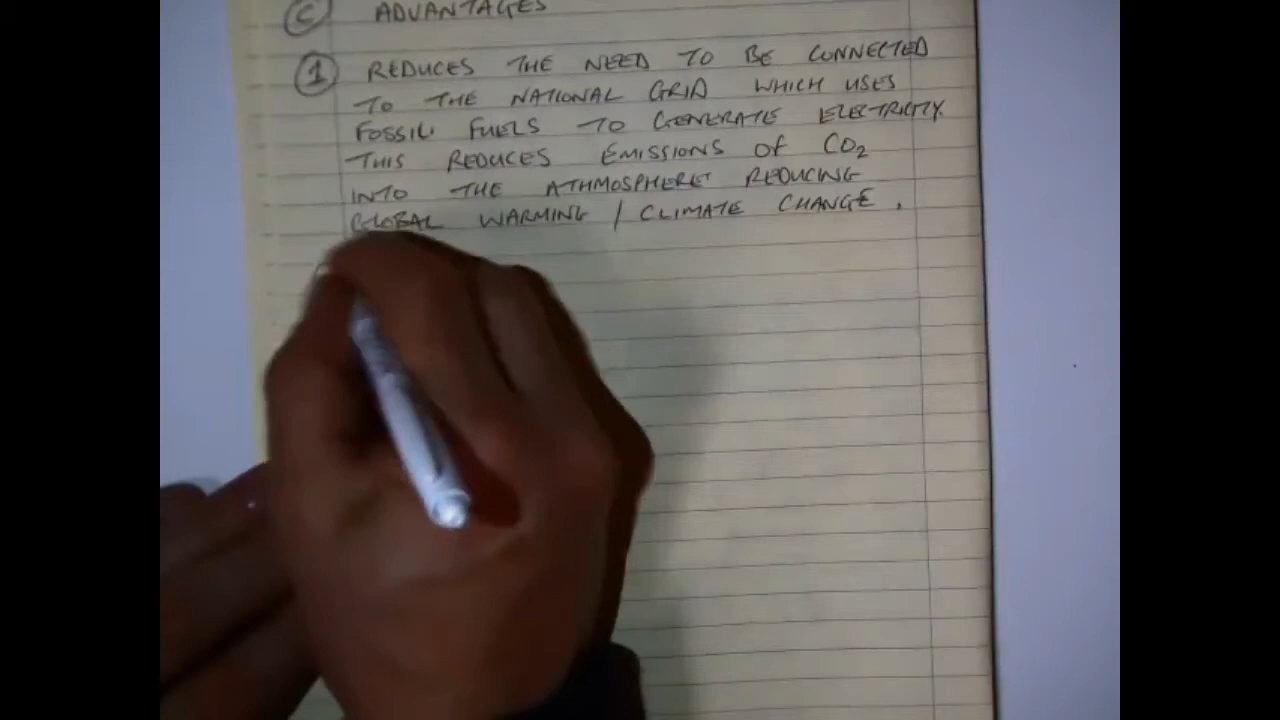 C ADVANTAGES
1 REDUCES THE NEED TO BE CONNECTED
TO THE NATIONAL GRID WHICH USES
FOSSIL FUELS TO GENERATE ELECTRICITY.
THIS REDUCES EMISSIONS OF CO2
INTO THE ATHMOSPHERE REDUCING
GLOBAL WARMING / CLIMATE CHANGE.